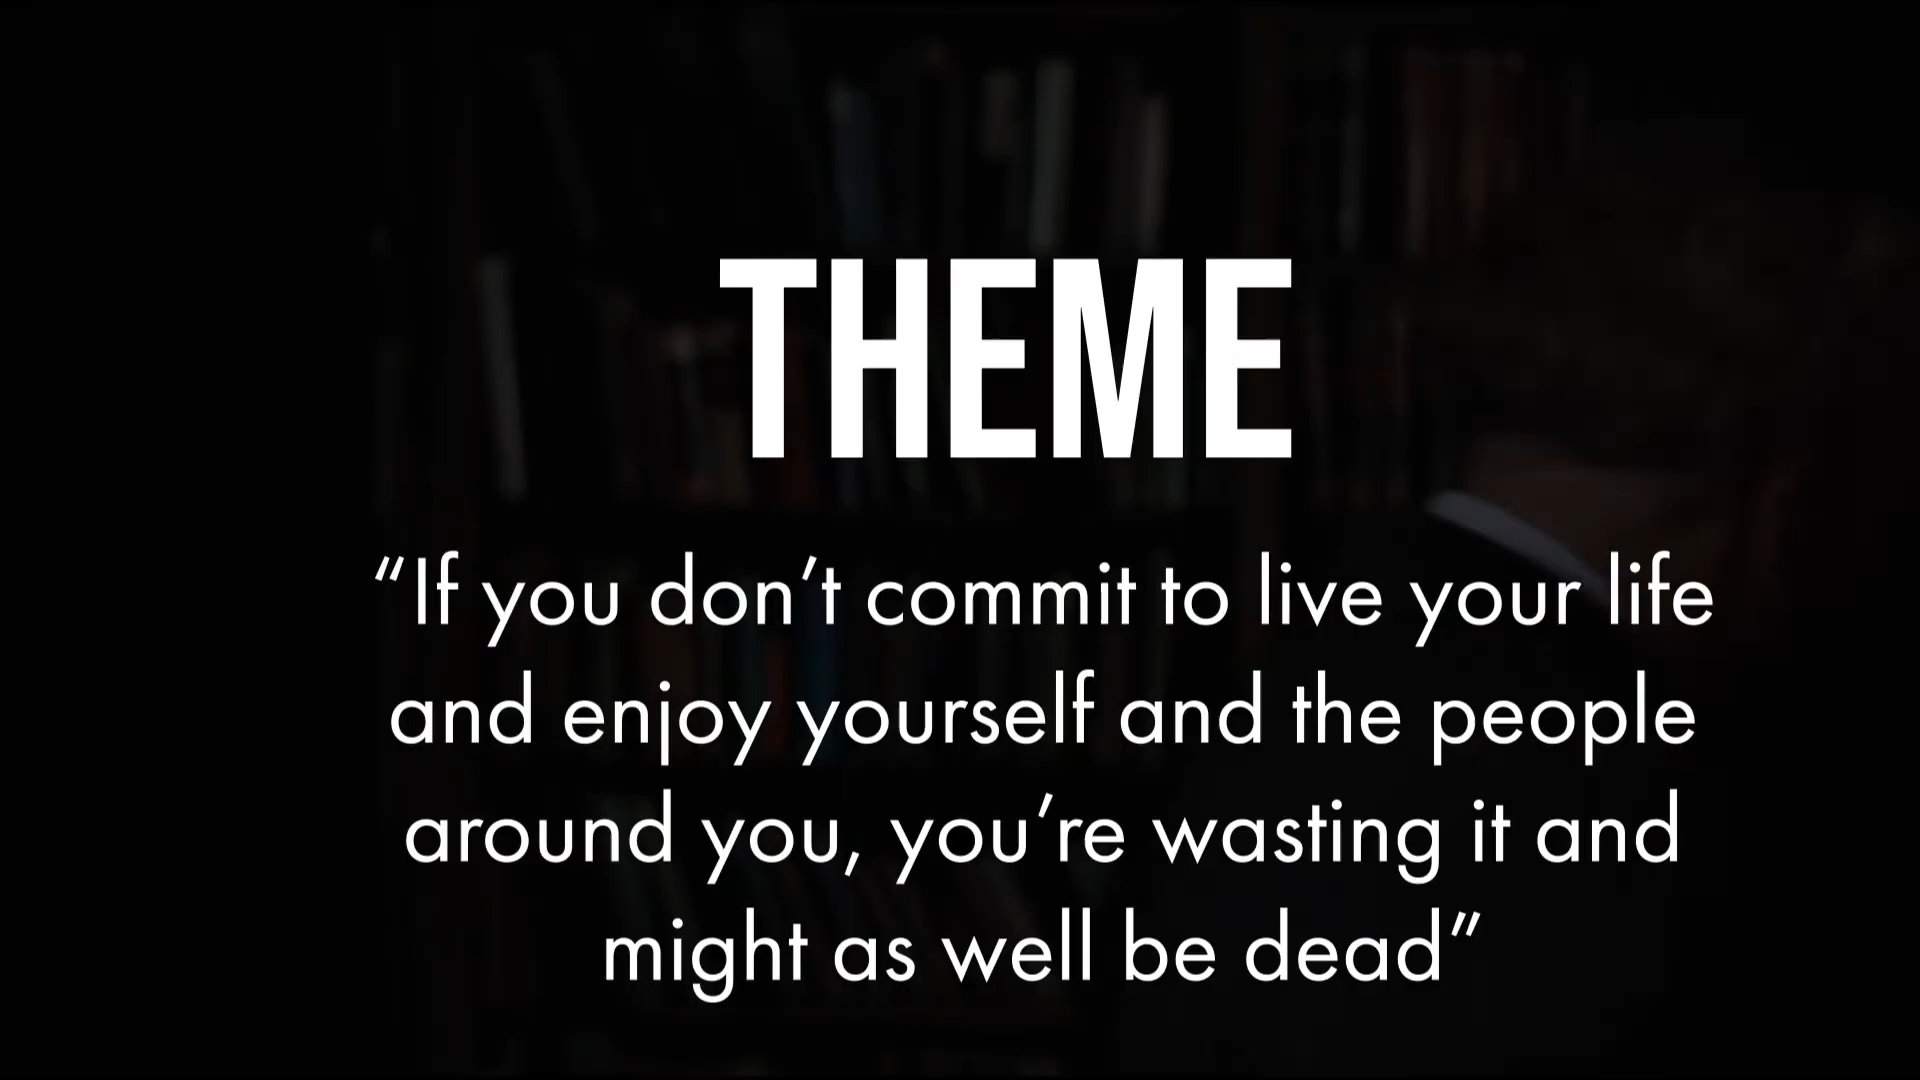 THEME
“If you don’t commit to live your life
and enjoy yourself and the people
around you, you’re wasting it and
might as well be dead”